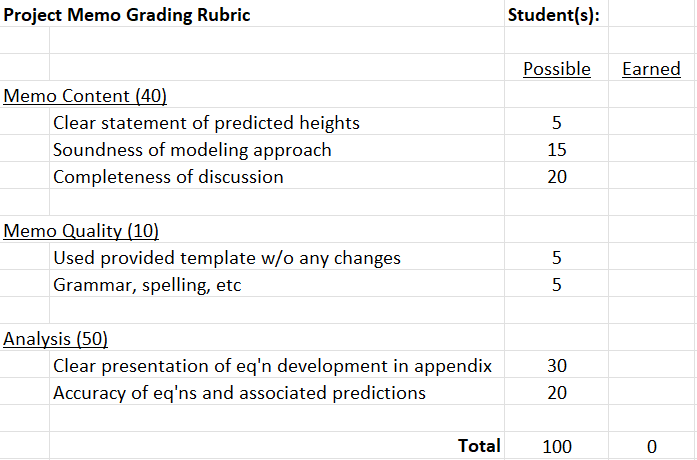 Project Memo Grading Rubric Student(s):
Possible Earned
Memo Content (40)
Clear statement of predicted heights 5
Soundness of modeling approach 15
Completeness of discussion 20
Memo Quality (10)
Used provided template w/o any changes 5
Grammar, spelling, etc 5
Analysis (50)
Clear presentation of eq'n development in appendix 30
Accuracy of eq'ns and associated predictions 20
Total 100 0